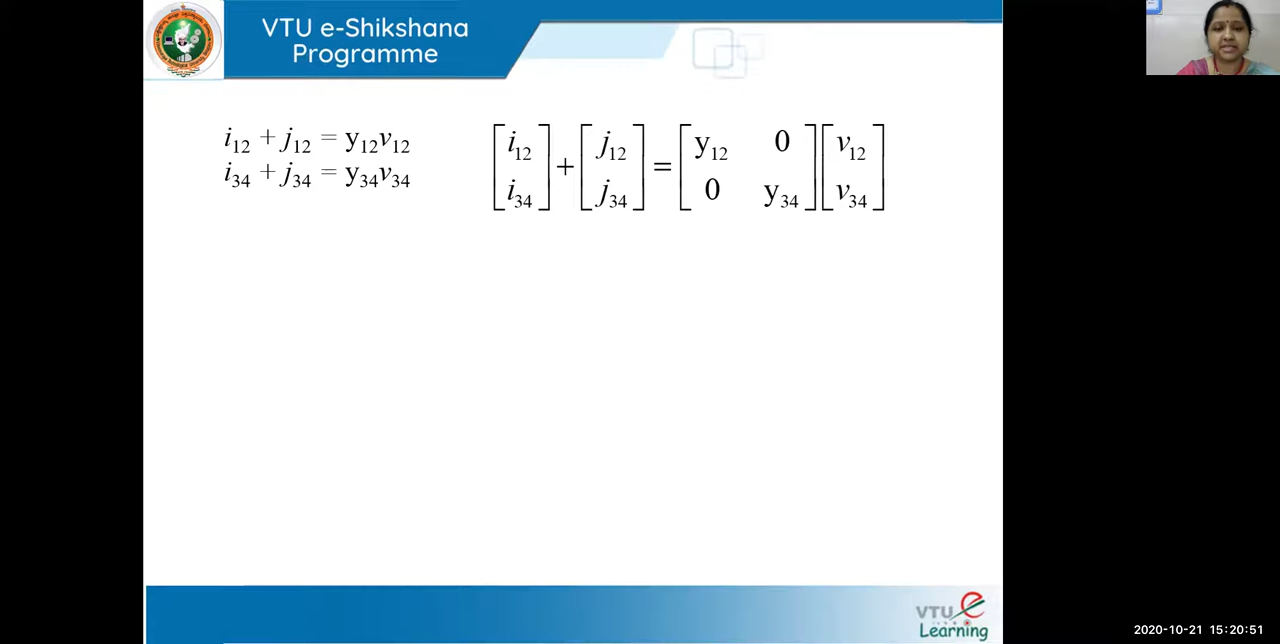 VTU e-Shikshana
Programme
i12 + j12 = y12v12
i34 + j34 = y34v34
[i12; i34] + [j12; j34] = [y12 0; 0 y34] [v12; v34]
VTU e
Learning
2020-10-21 15:20:51